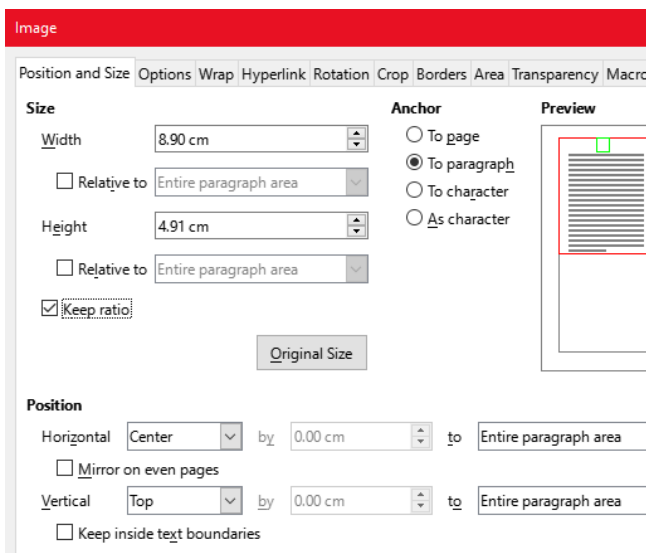 Image
Position and Size Options Wrap Hyperlink Rotation Crop Borders Area Transparency Macro
Size
Width 8.90 cm
Relative to Entire paragraph area
Height 4.91 cm
Relative to Entire paragraph area
Keep ratio
Original Size
Anchor
To page
To paragraph
To character
As character
Preview
Position
Horizontal Center by 0.00 cm to Entire paragraph area
Mirror on even pages
Vertical Top by 0.00 cm to Entire paragraph area
Keep inside text boundaries